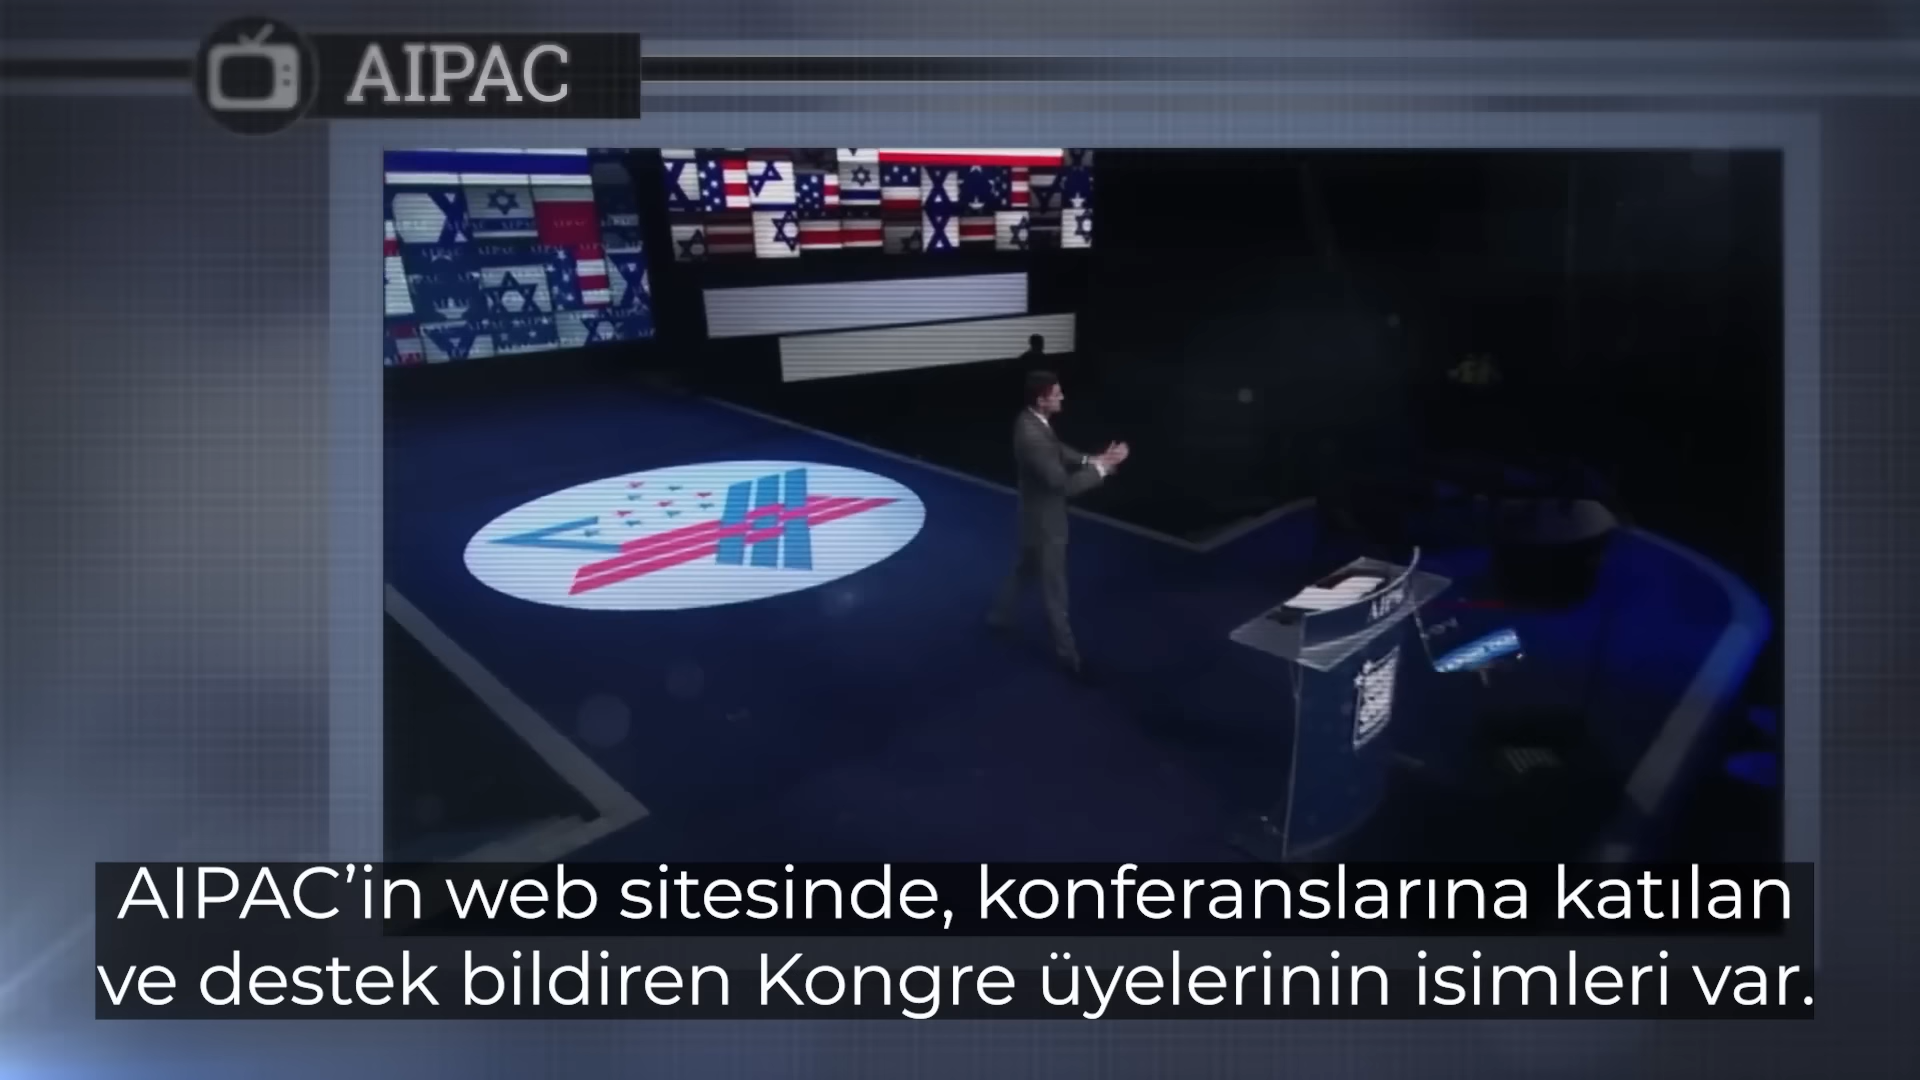 AIPAC
AIPAC'in web sitesinde, konferanslarına katılan
ve destek bildiren Kongre üyelerinin isimleri var.